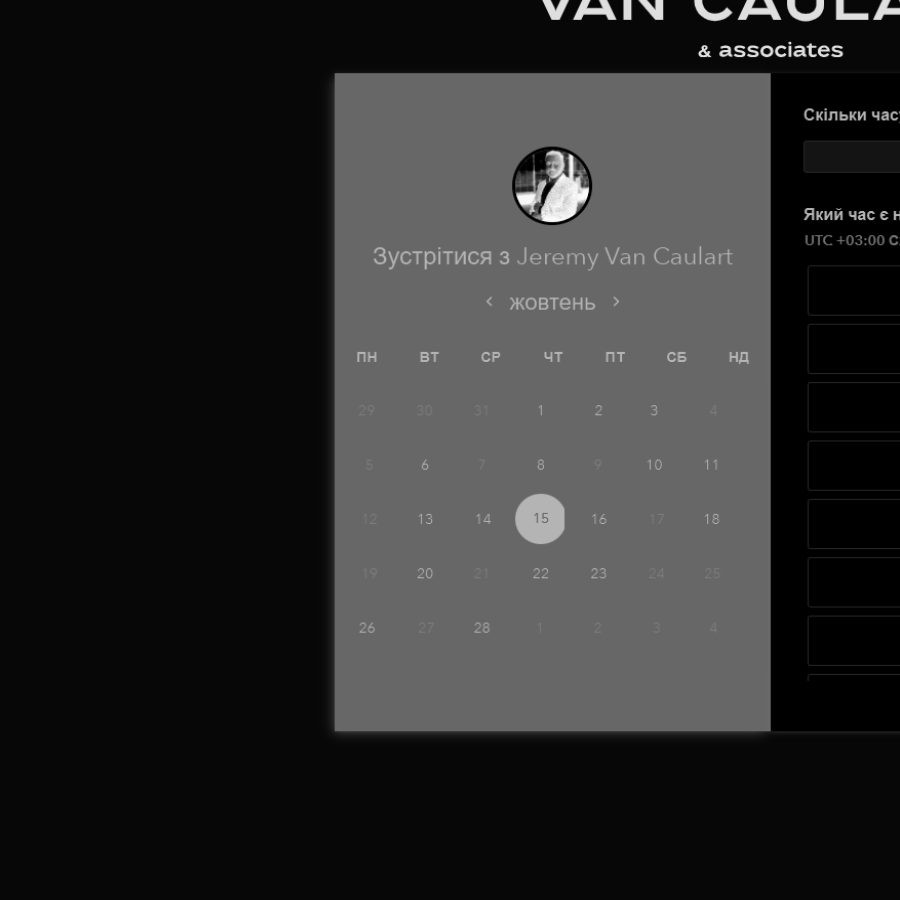 VAN CAULA
& associates
Зустрітися з Jeremy Van Caulart
жовтень
ПН ВТ СР ЧТ ПТ СБ НД
29 30 31 1 2 3 4
5 6 7 8 9 10 11
12 13 14 15 16 17 18
19 20 21 22 23 24 25
26 27 28 1 2 3 4
Скільки час
Який час є
UTC +03:00